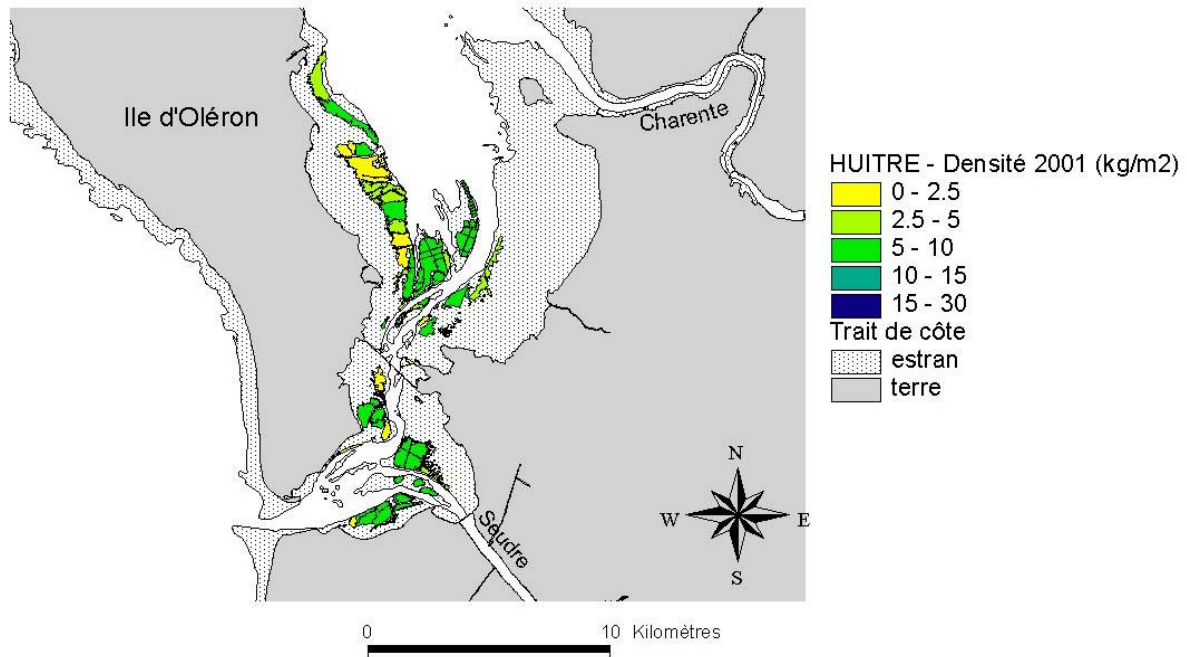 Ile d'Oléron
Charente
HUITRE - Densité 2001 (kg/m2)
0 - 2.5
2.5 - 5
5 - 10
10 - 15
15 - 30
Trait de côte
estran
terre
N
W
E
S
Seudre
0
10 Kilomètres